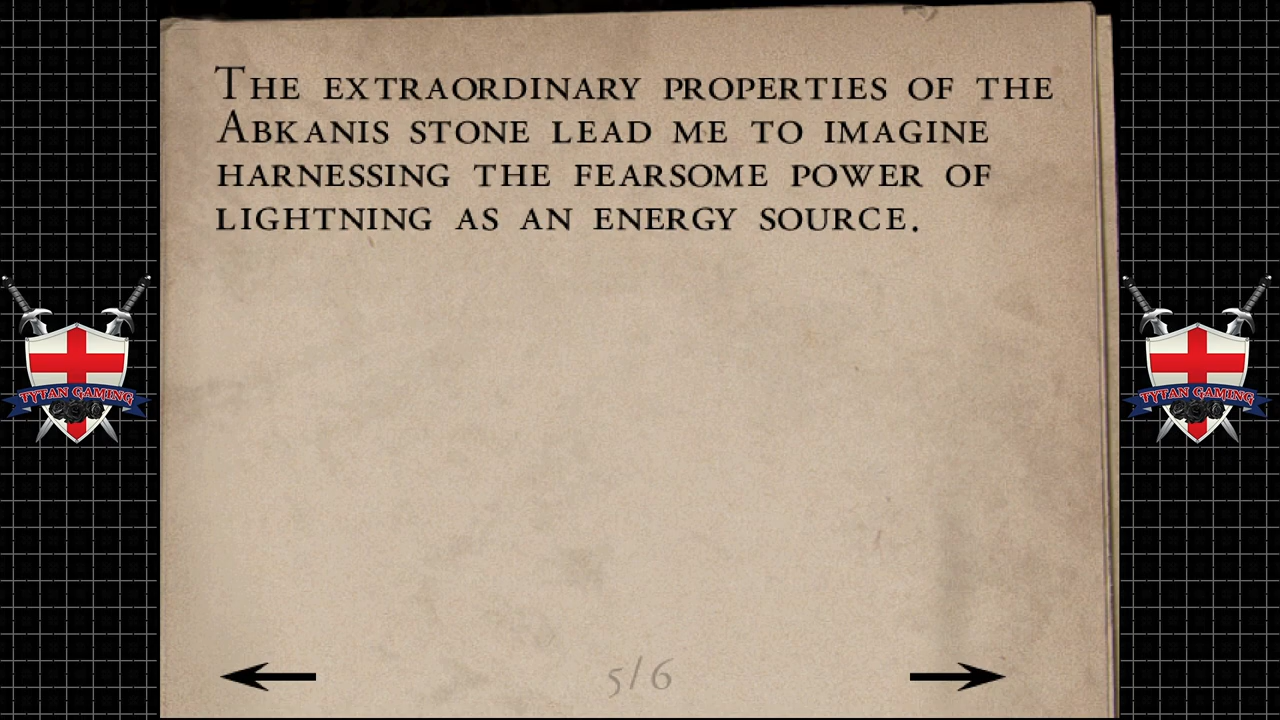 The extraordinary properties of the
Abkanis stone lead me to imagine
harnessing the fearsome power of
lightning as an energy source.
TYTAN GAMING
TYTAN GAMING
5/6